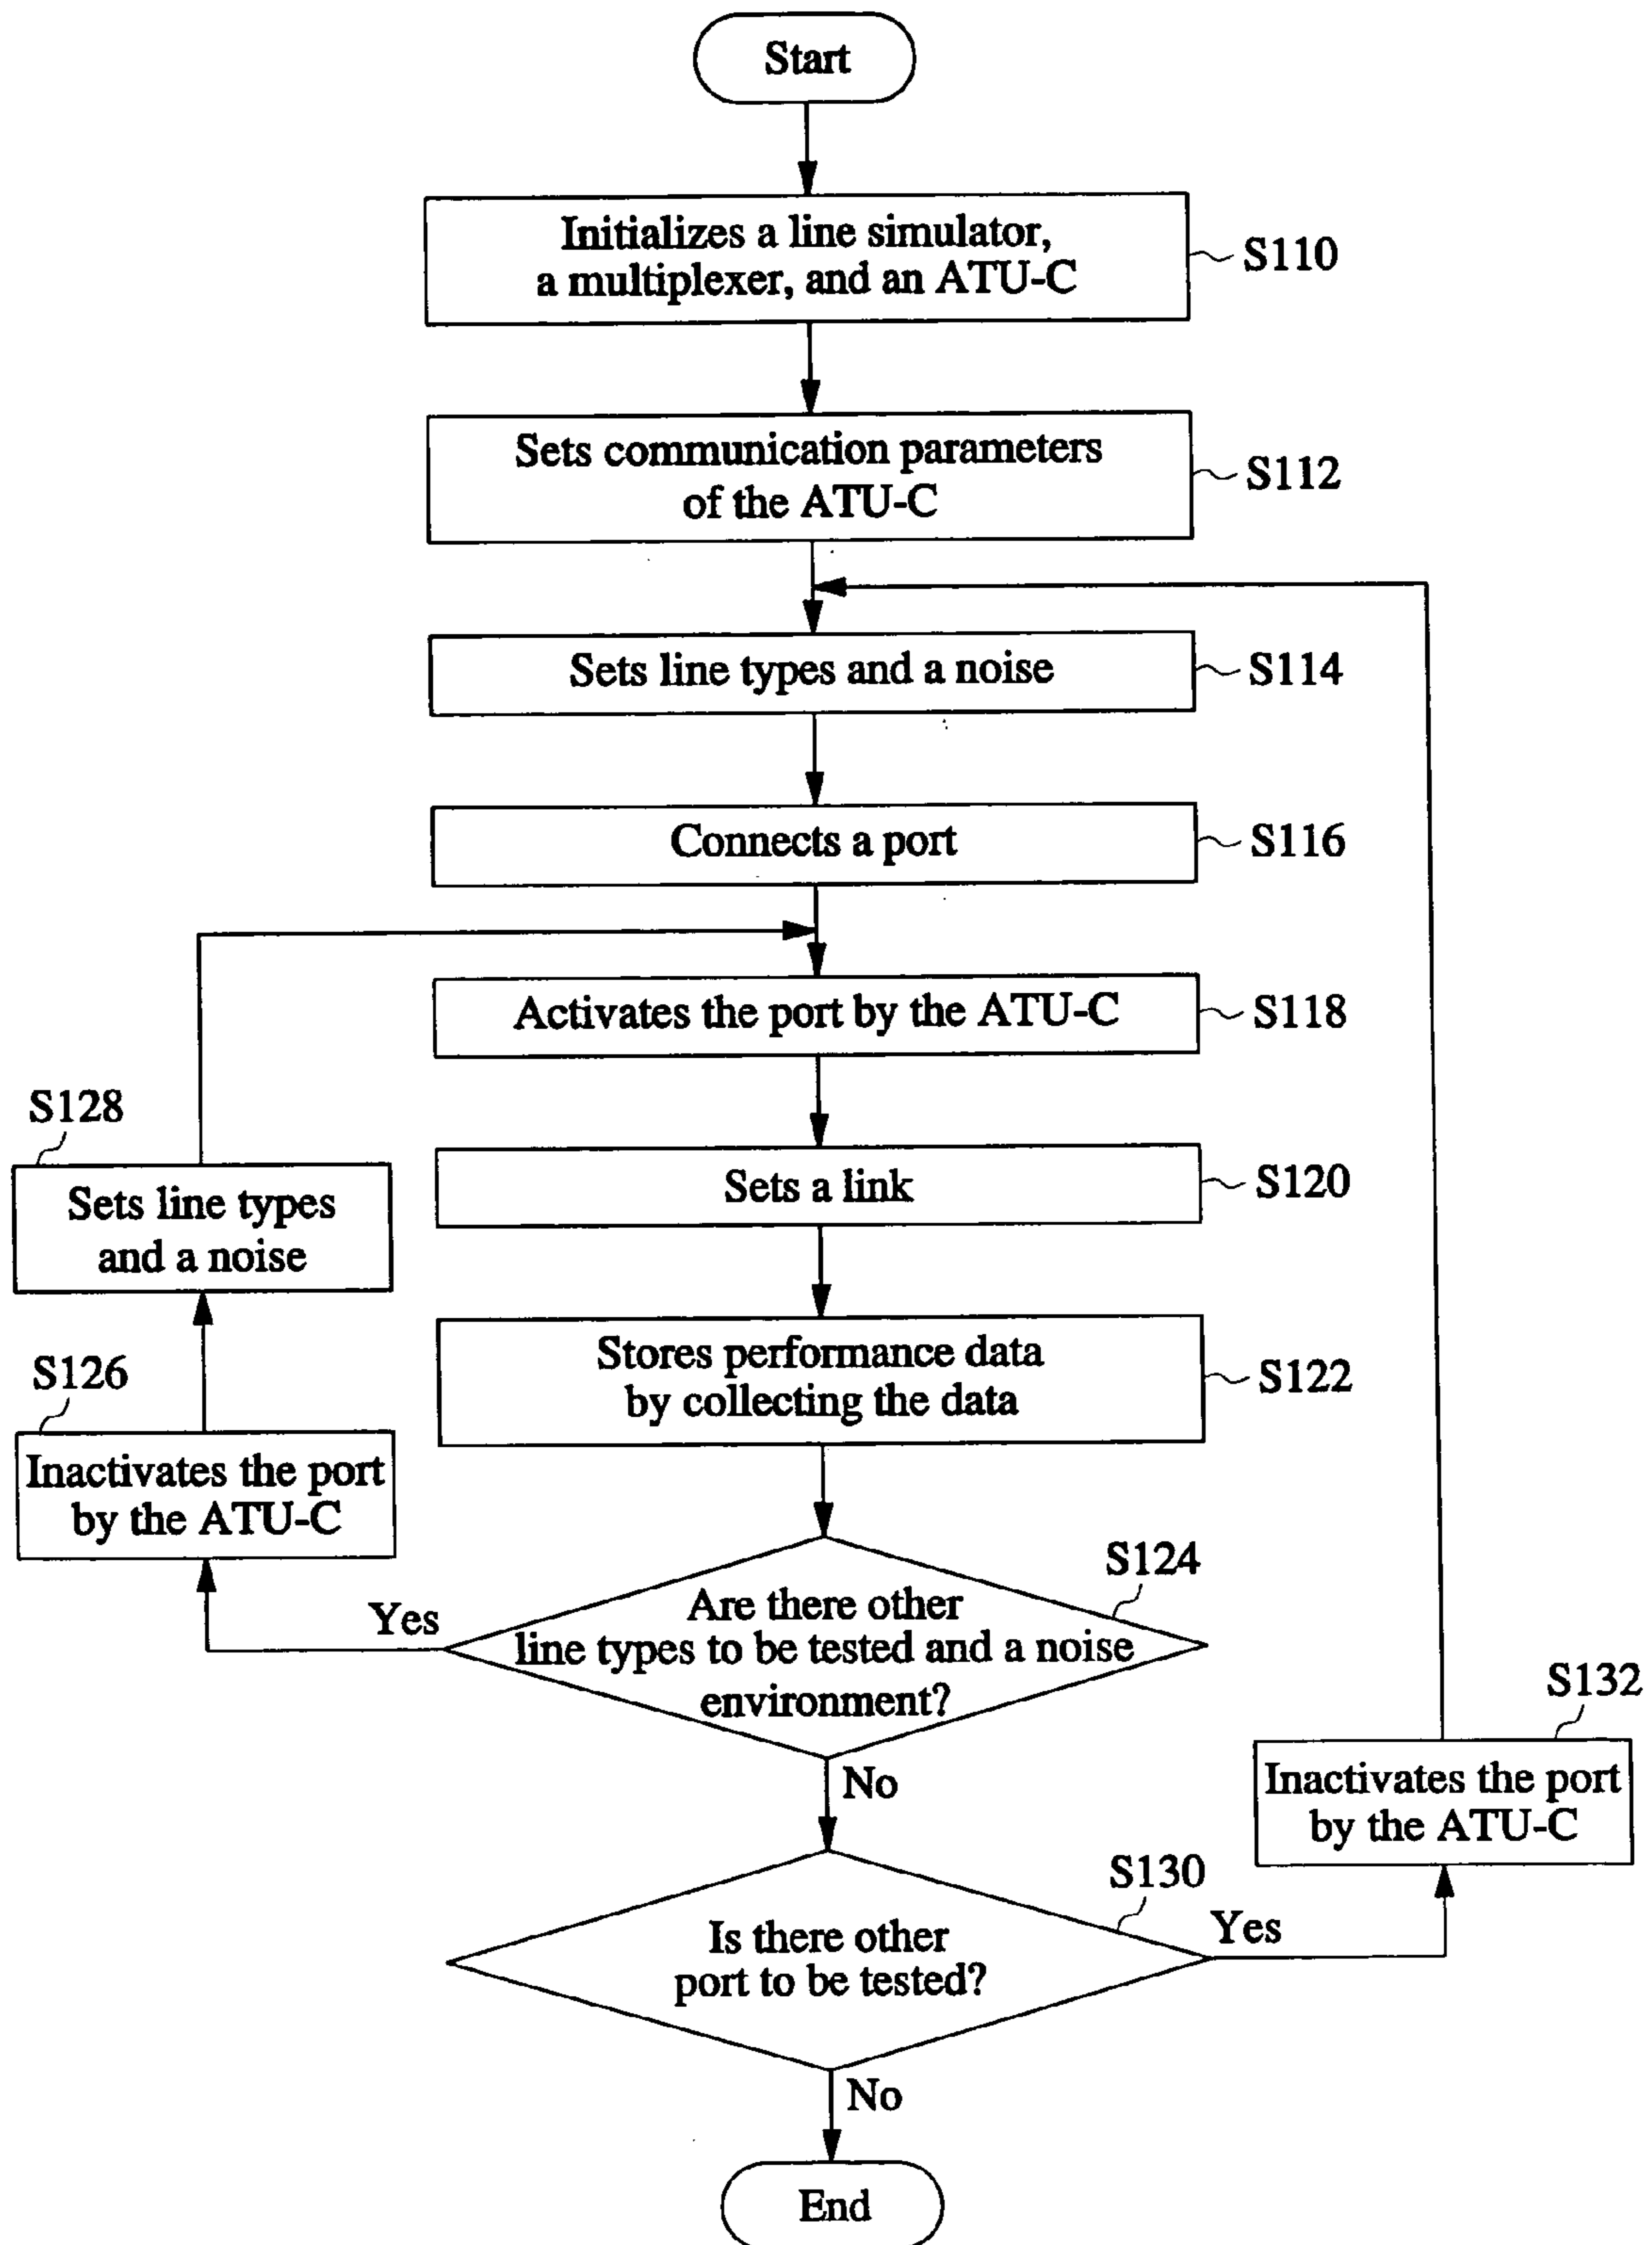 Start
Initializes a line simulator,
a multiplexer, and an ATU-C
S110
Sets communication parameters
of the ATU-C
S112
Sets line types and a noise
S114
Connects a port
S116
Activates the port by the ATU-C
S118
S128
Sets line types
and a noise
Sets a link
S120
Stores performance data
by collecting the data
S122
S126
Inactivates the port
by the ATU-C
S124
Are there other
line types to be tested and a noise
environment?
Yes
No
S132
Inactivates the port
by the ATU-C
S130
Is there other
port to be tested?
Yes
No
End